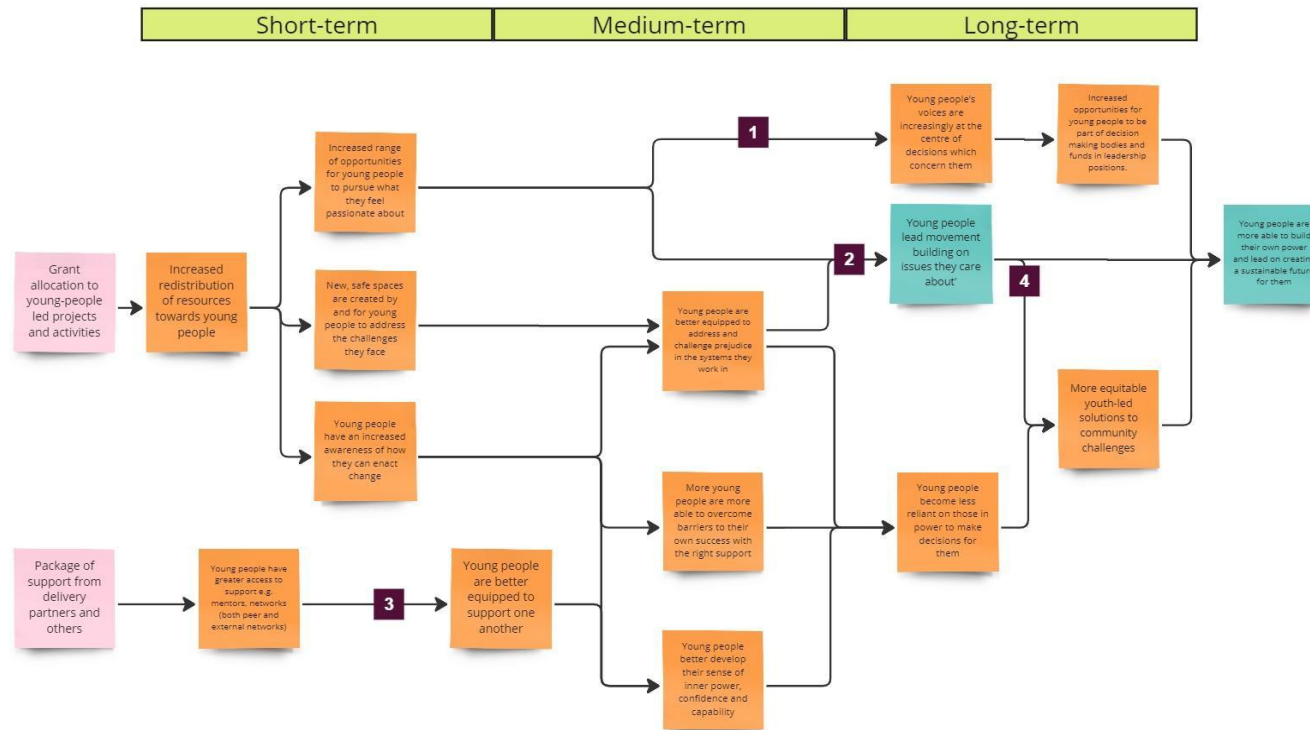 Short-term
Medium-term
Long-term
Increased range
of opportunities
for young people
to pursue what
they feel
passionate about
1
Young people's
voices are
increasingly at the
centre of
decisions which
concern them
Increased
opportunities for
young people to be
part of decision
making bodies and
funds in leadership
positions.
Grant
allocation to
young-people
led projects and
activities
Increased
redistribution
of resources
towards young
people
New, safe spaces
are created by
and for young
people to address
the challenges
they face
Young people are
better equipped to
address and
challenge prejudice
in the systems they
work in
2
Young people
lead movement
building on
issues they care
about'
4
Young people are
more able to build
their own power
and lead on creating
a sustainable future
for them
Young people
have an increased
awareness of how
they can enact
change
More equitable
youth-led
solutions to
community
challenges
More young
people are more
able to overcome
barriers to their
own success with
the right support
Young people
become less
reliant on those in
power to make
decisions for
them
Package of
support from
delivery
partners and
others
Young people have
greater access to
support e.g.
mentors, networks
(both peer and
external networks)
3
Young people
are better
equipped to
support one
another
Young people
better develop
their sense of
inner power,
confidence and
capability